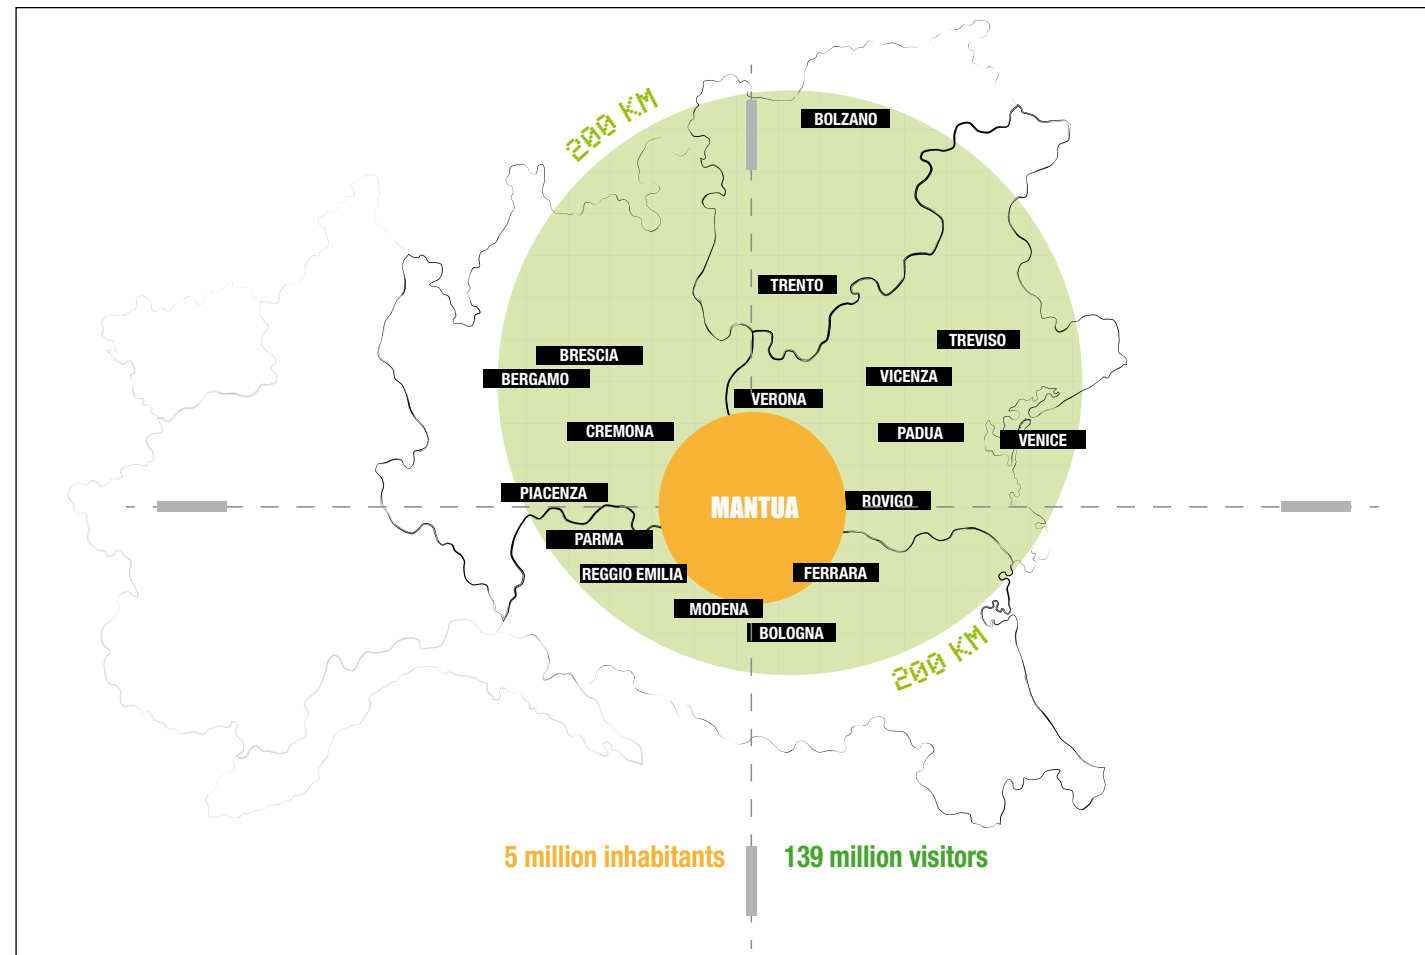 200 KM
BOLZANO
TRENTO
TREVISO
BRESCIA
BERGAMO
VICENZA
VERONA
CREMONA
PADUA
VENICE
PIACENZA
MANTUA
ROVIGO
PARMA
REGGIO EMILIA
FERRARA
MODENA
BOLOGNA
200 KM
5 million inhabitants
139 million visitors